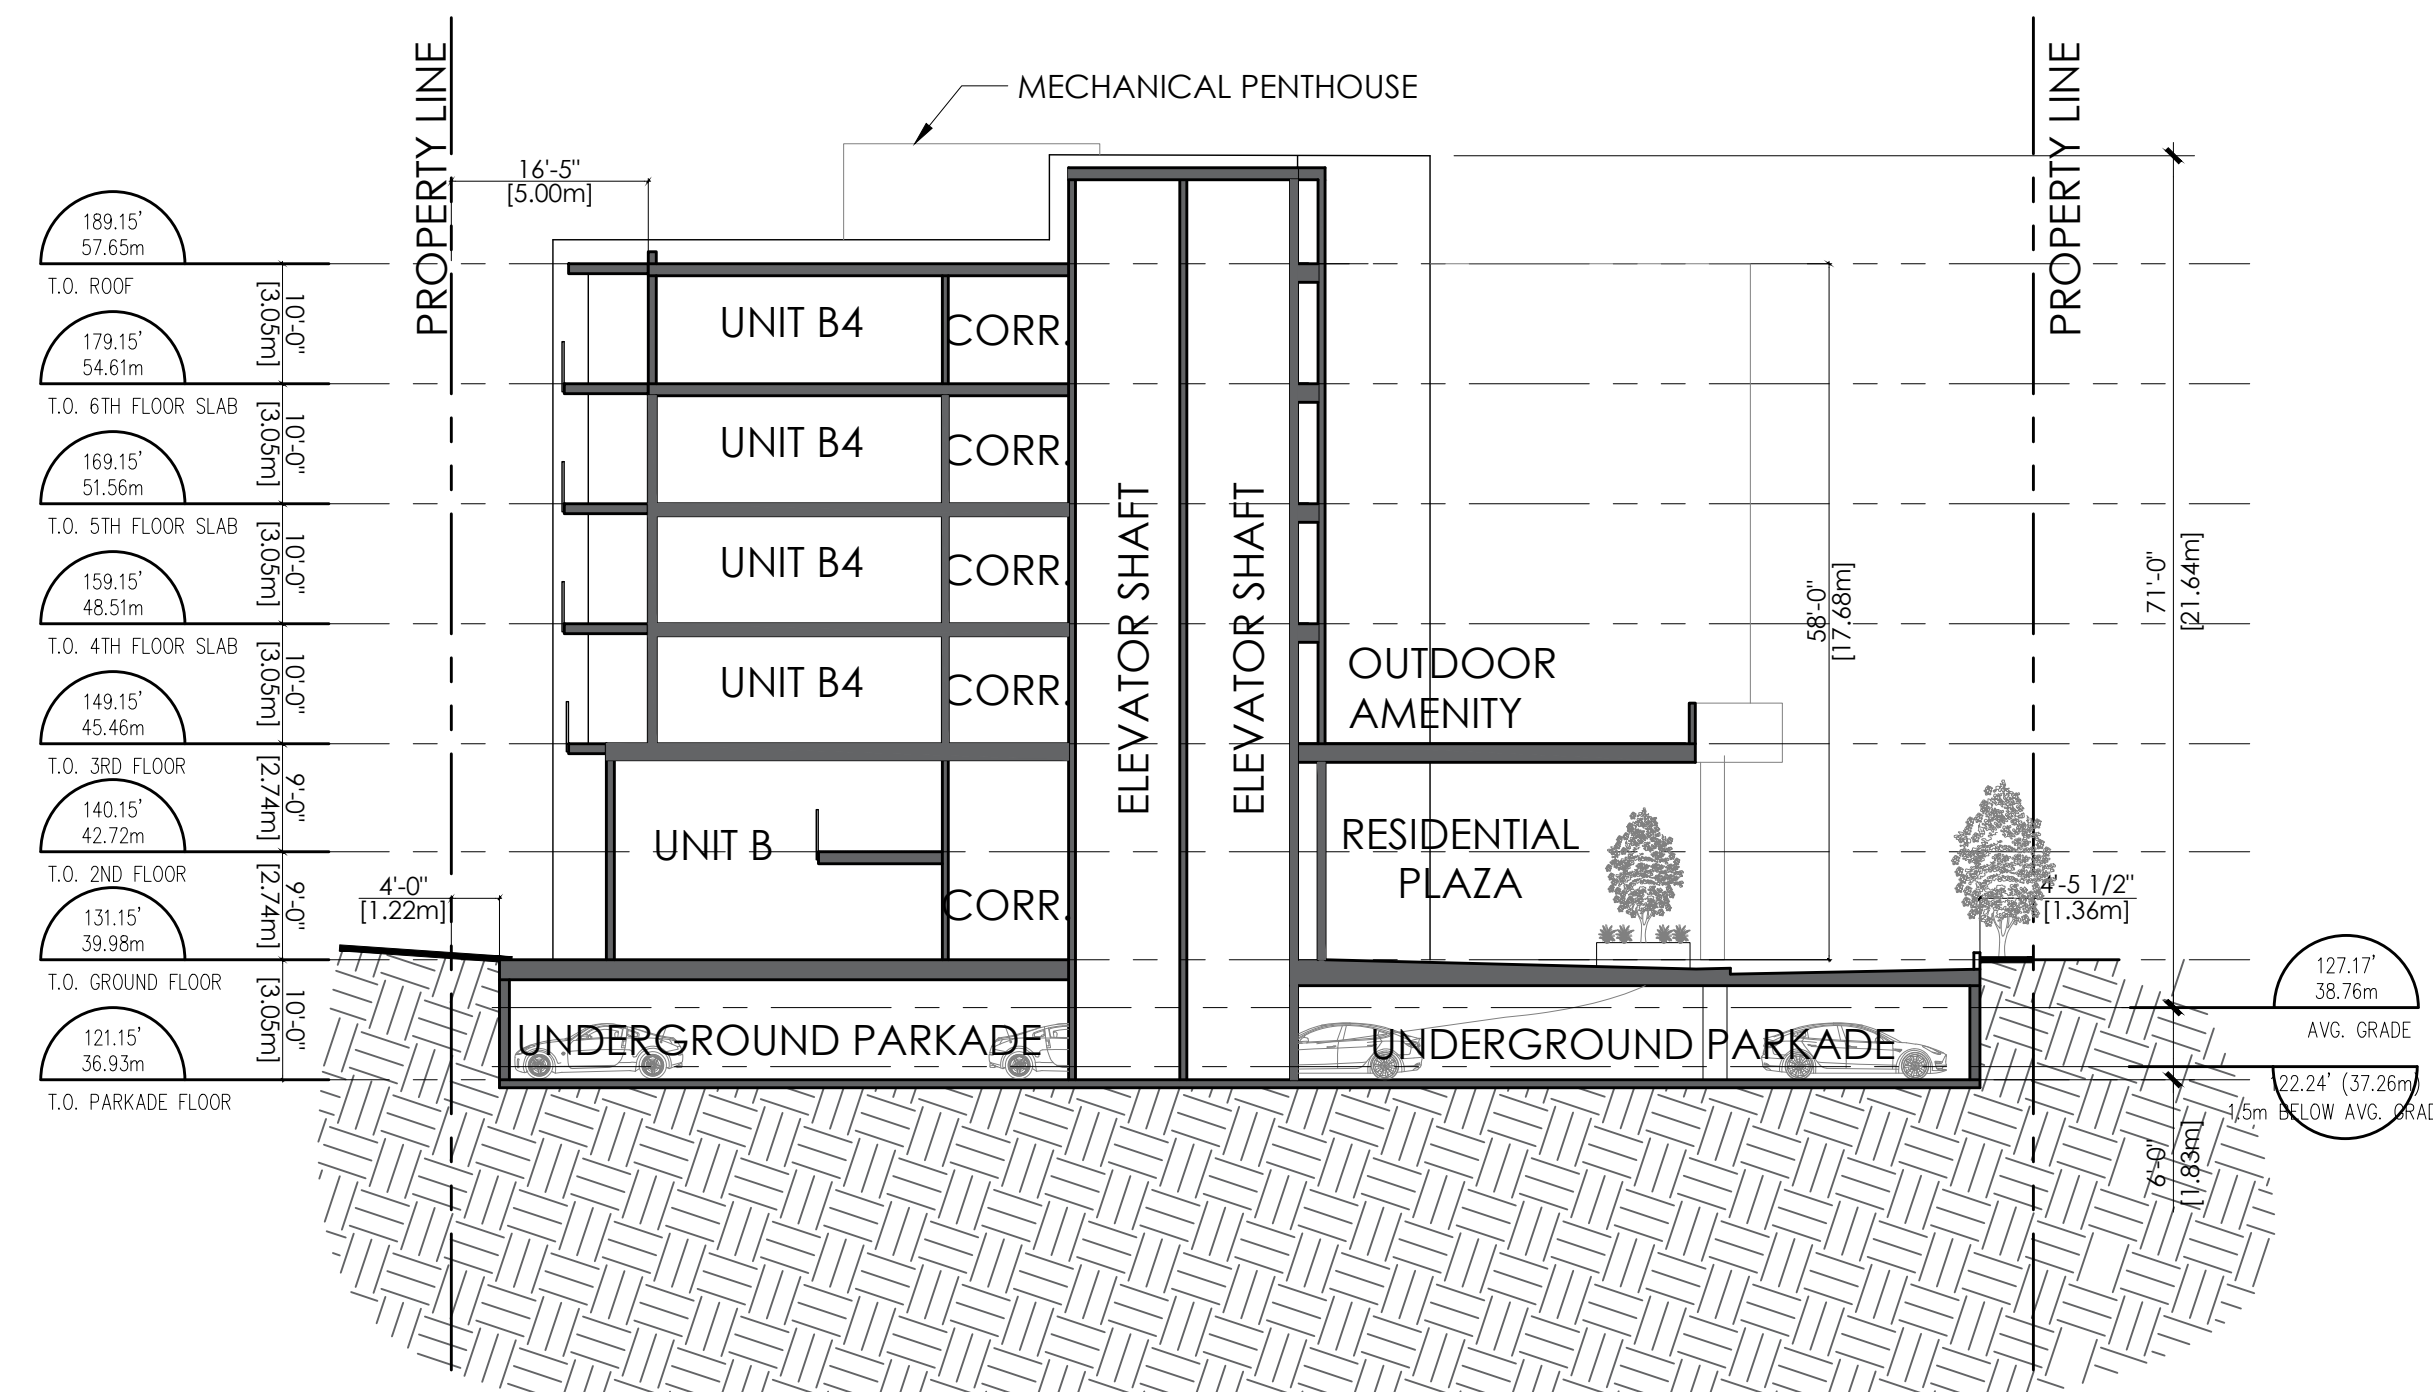 PROPERTY LINE
MECHANICAL PENTHOUSE
PROPERTY LINE
16'-5"
[5.00m]
189.15'
57.65m
T.O. ROOF
10'-0"
[3.05m]
179.15'
54.61m
T.O. 6TH FLOOR SLAB
10'-0"
[3.05m]
169.15'
51.56m
T.O. 5TH FLOOR SLAB
10'-0"
[3.05m]
159.15'
48.51m
T.O. 4TH FLOOR SLAB
10'-0"
[3.05m]
149.15'
45.46m
T.O. 3RD FLOOR
9'-0"
[2.74m]
140.15'
42.72m
T.O. 2ND FLOOR
9'-0"
[2.74m]
131.15'
39.98m
T.O. GROUND FLOOR
10'-0"
[3.05m]
121.15'
36.93m
T.O. PARKADE FLOOR
4'-0"
[1.22m]
UNIT B4
CORR.
UNIT B4
CORR.
UNIT B4
CORR.
UNIT B4
CORR.
UNIT B
CORR.
ELEVATOR SHAFT
ELEVATOR SHAFT
OUTDOOR
AMENITY
RESIDENTIAL
PLAZA
UNDERGROUND PARKADE
UNDERGROUND PARKADE
58'-0"
[17.68m]
71'-0"
[21.64m]
4'-5 1/2"
[1.36m]
127.17'
38.76m
AVG. GRADE
122.24' (37.26m)
1.5m BELOW AVG. GRAD
6'-0"
[1.83m]